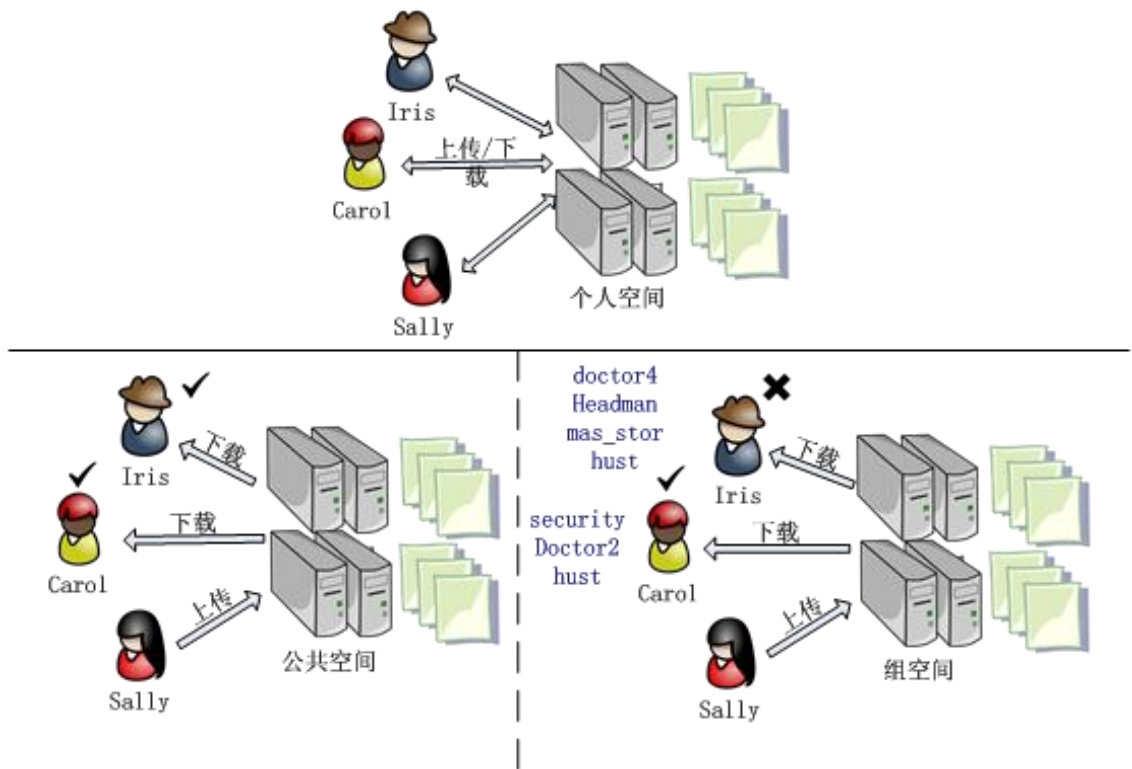 Iris
上传/下
载
Carol
Sally
个人空间
下载
Iris
下载
Carol
上传
Sally
公共空间
doctor4
Headman
mas_stor
hust
security
Doctor2
hust
下载
Iris
下载
Carol
上传
Sally
组空间